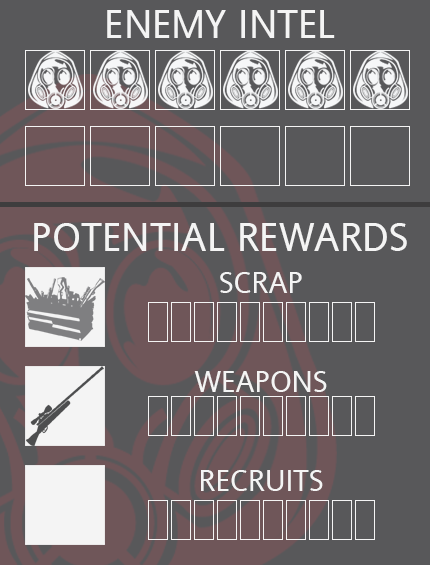 ENEMY INTEL
POTENTIAL REWARDS
SCRAP
WEAPONS
RECRUITS